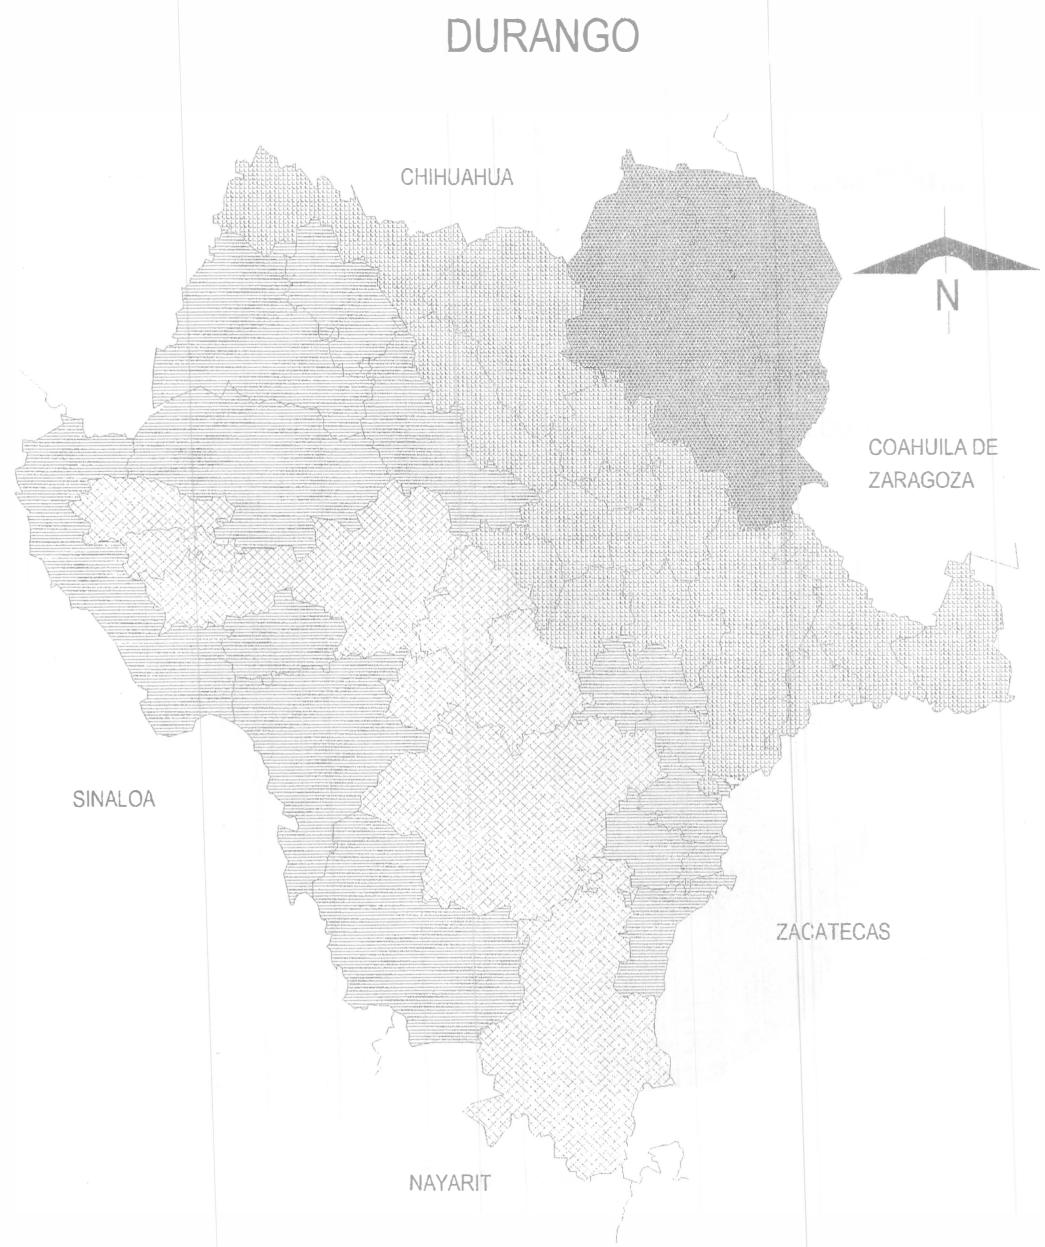 DURANGO
CHIHUAHUA
N
COAHUILA DE
ZARAGOZA
SINALOA
ZACATECAS
NAYARIT